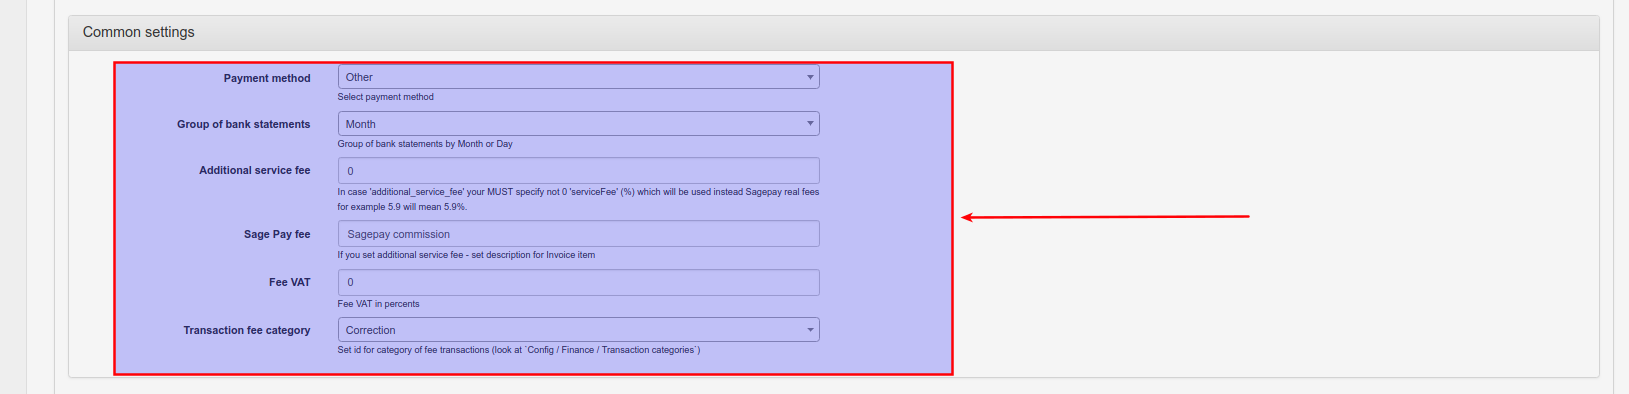 Common settings
Payment method
Other
Select payment method
Group of bank statements
Month
Group of bank statements by Month or Day
Additional service fee
0
In case 'additional_service_fee' your MUST specify not 0 'serviceFee' (%) which will be used instead Sagepay real fees
for example 5.9 will mean 5.9%.
Sage Pay fee
Sagepay commission
If you set additional service fee - set description for Invoice item
Fee VAT
0
Fee VAT in percents
Transaction fee category
Correction
Set id for category of fee transactions (look at `Config / Finance / Transaction categories`)